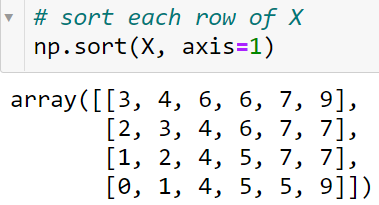 # sort each row of X
np.sort(X, axis=1)
array([[3, 4, 6, 6, 7, 9],
       [2, 3, 4, 6, 7, 7],
       [1, 2, 4, 5, 7, 7],
       [0, 1, 4, 5, 5, 9]])